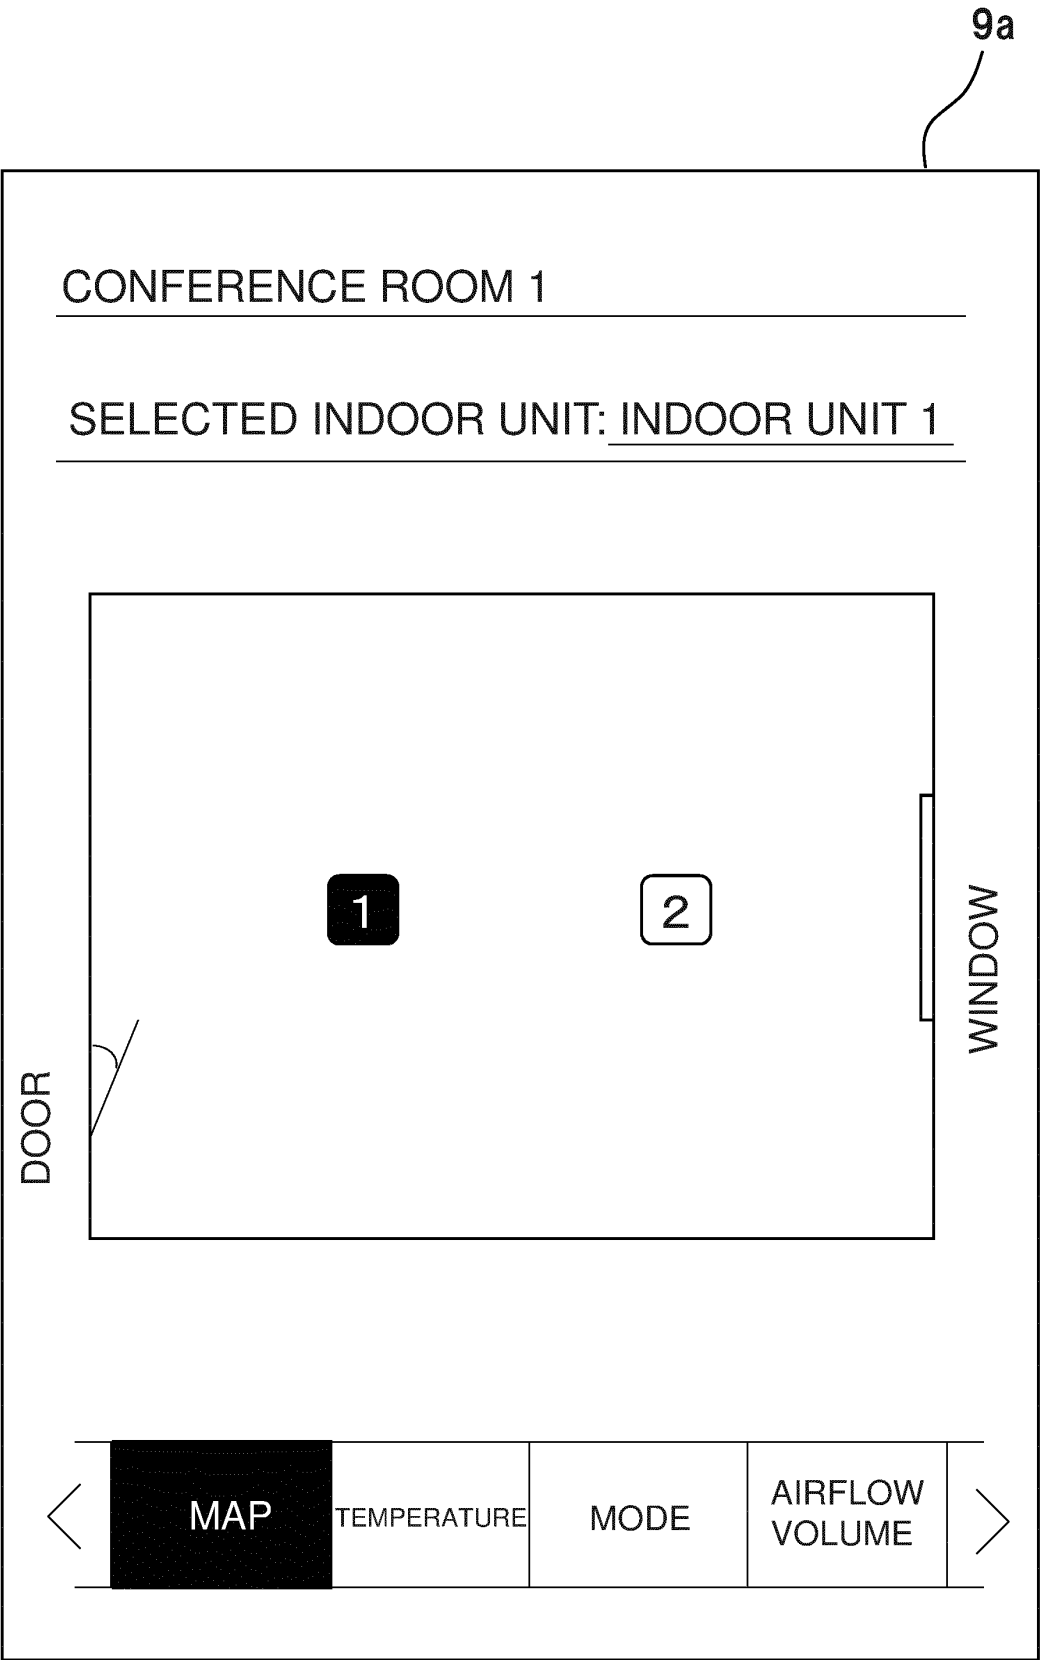 9a
CONFERENCE ROOM 1
SELECTED INDOOR UNIT: INDOOR UNIT 1
1
2
WINDOW
DOOR
MAP
TEMPERATURE
MODE
AIRFLOW
VOLUME